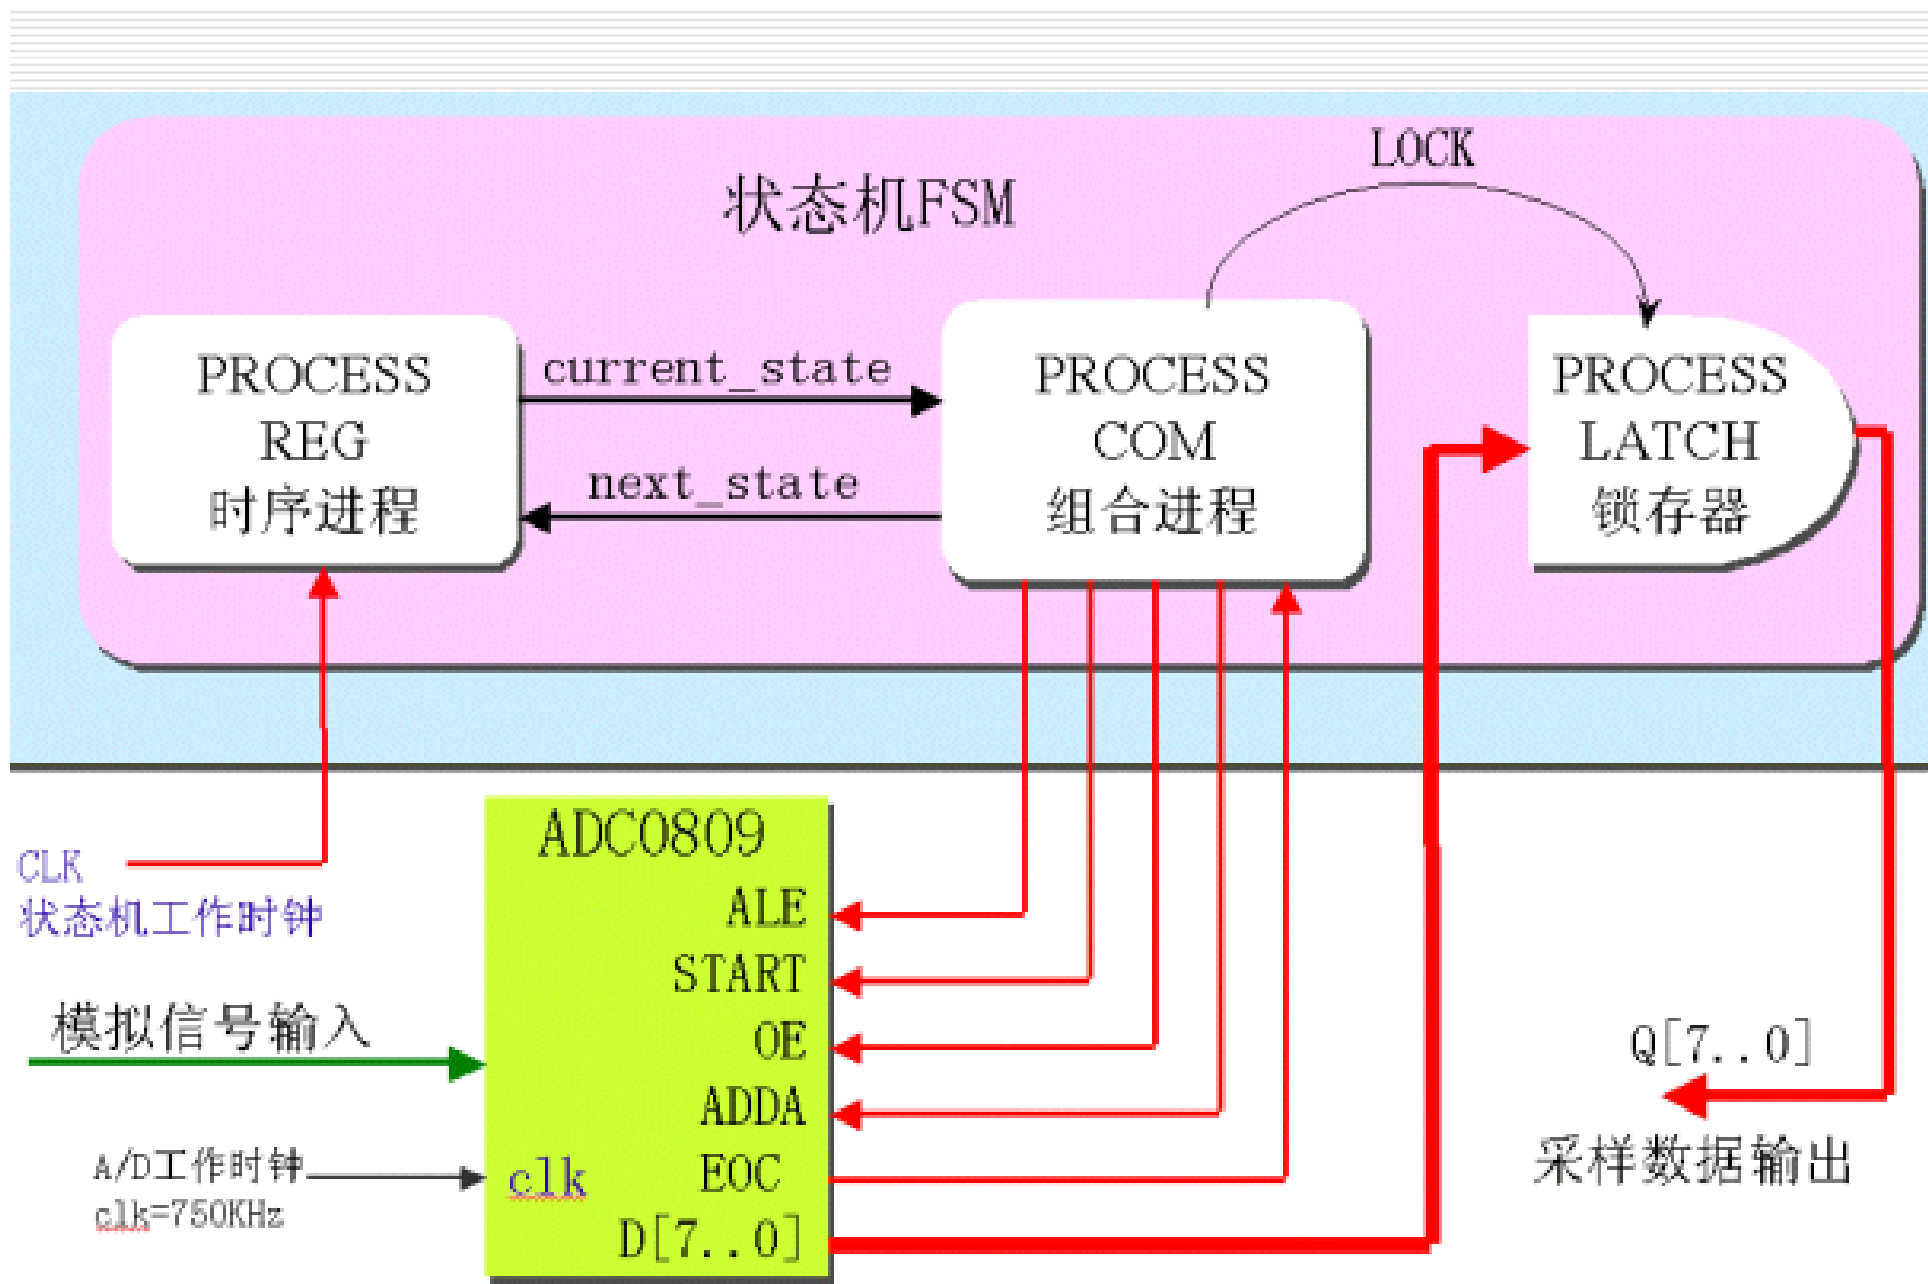 LOCK
状态机FSM
PROCESS
REG
时序进程
current_state
next_state
PROCESS
COM
组合进程
PROCESS
LATCH
锁存器
CLK
状态机工作时钟
模拟信号输入
A/D工作时钟
clk=750KHz
ADC0809
ALE
START
OE
ADDA
clk
EOC
D[7..0]
Q[7..0]
采样数据输出